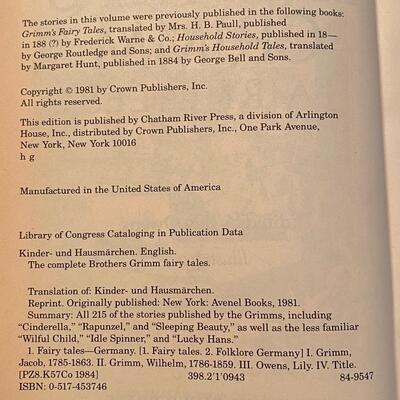 The stories in this volume were previously published in the following books:
Grimm's Fairy Tales, translated by Mrs. H. B. Paull, published
in 188 (?) by Frederick Warne & Co.; Household Stories, published in 18—
by George Routledge and Sons; and Grimm's Household Tales, translated
by Margaret Hunt, published in 1884 by George Bell and Sons.
Copyright © 1981 by Crown Publishers, Inc.
All rights reserved.
This edition is published by Chatham River Press, a division of Arlington
House, Inc., distributed by Crown Publishers, Inc., One Park Avenue,
New York, New York 10016
h g
Manufactured in the United States of America
Library of Congress Cataloging in Publication Data
Kinder- und Hausmärchen. English.
The complete Brothers Grimm fairy tales.
Translation of: Kinder- und Hausmärchen.
Reprint. Originally published: New York: Avenel Books, 1981.
Summary: All 215 of the stories published by the Grimms, including
“Cinderella,” “Rapunzel,” and “Sleeping Beauty,” as well as the less familiar
“Wilful Child,” “Idle Spinner,” and “Lucky Hans.”
1. Fairy tales—Germany. [1. Fairy tales. 2. Folklore Germany] I. Grimm,
Jacob, 1785-1863. II. Grimm, Wilhelm, 1786-1859. III. Owens, Lily. IV. Title.
[PZ8.K57Co 1984] 398.2'1'0943 84-9547
ISBN: 0-517-453746